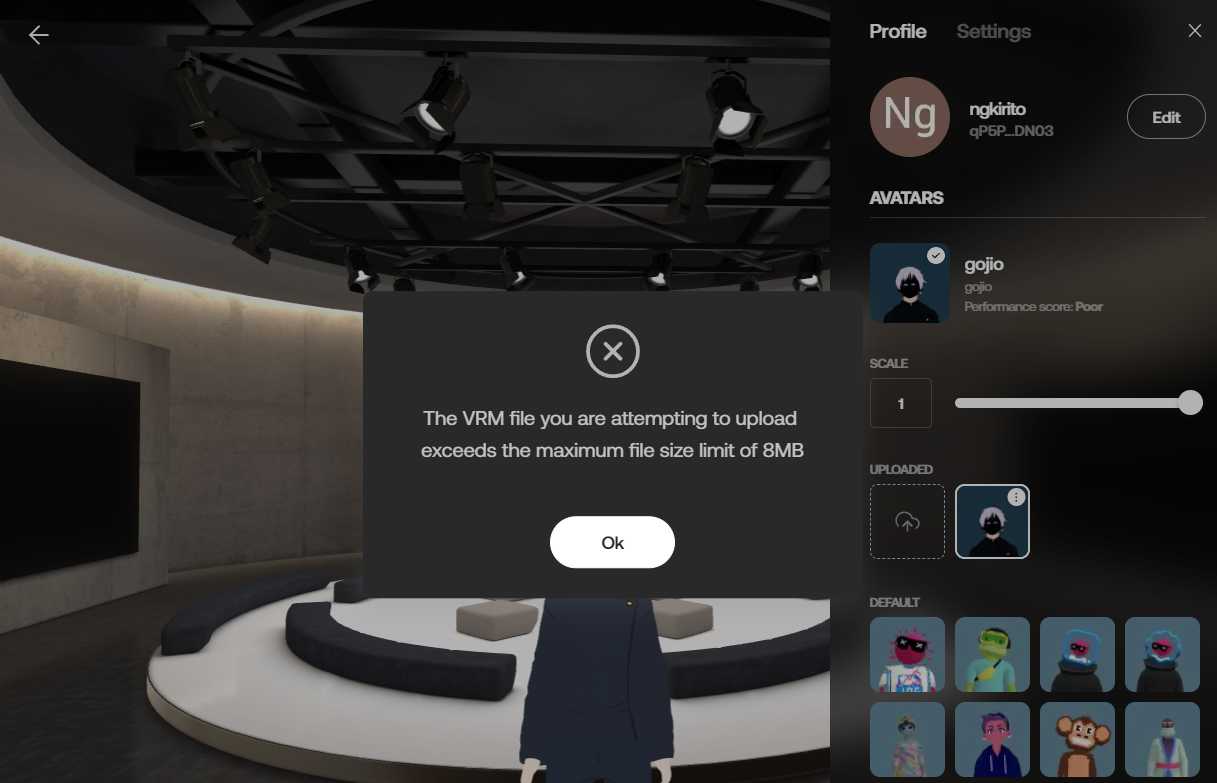 Profile
Settings
Ng
ngkirito
qP5P...DN03
Edit
AVATARS
gojio
gojio
Performance score: Poor
SCALE
1
The VRM file you are attempting to upload
exceeds the maximum file size limit of 8MB
Ok
UPLOADED
DEFAULT